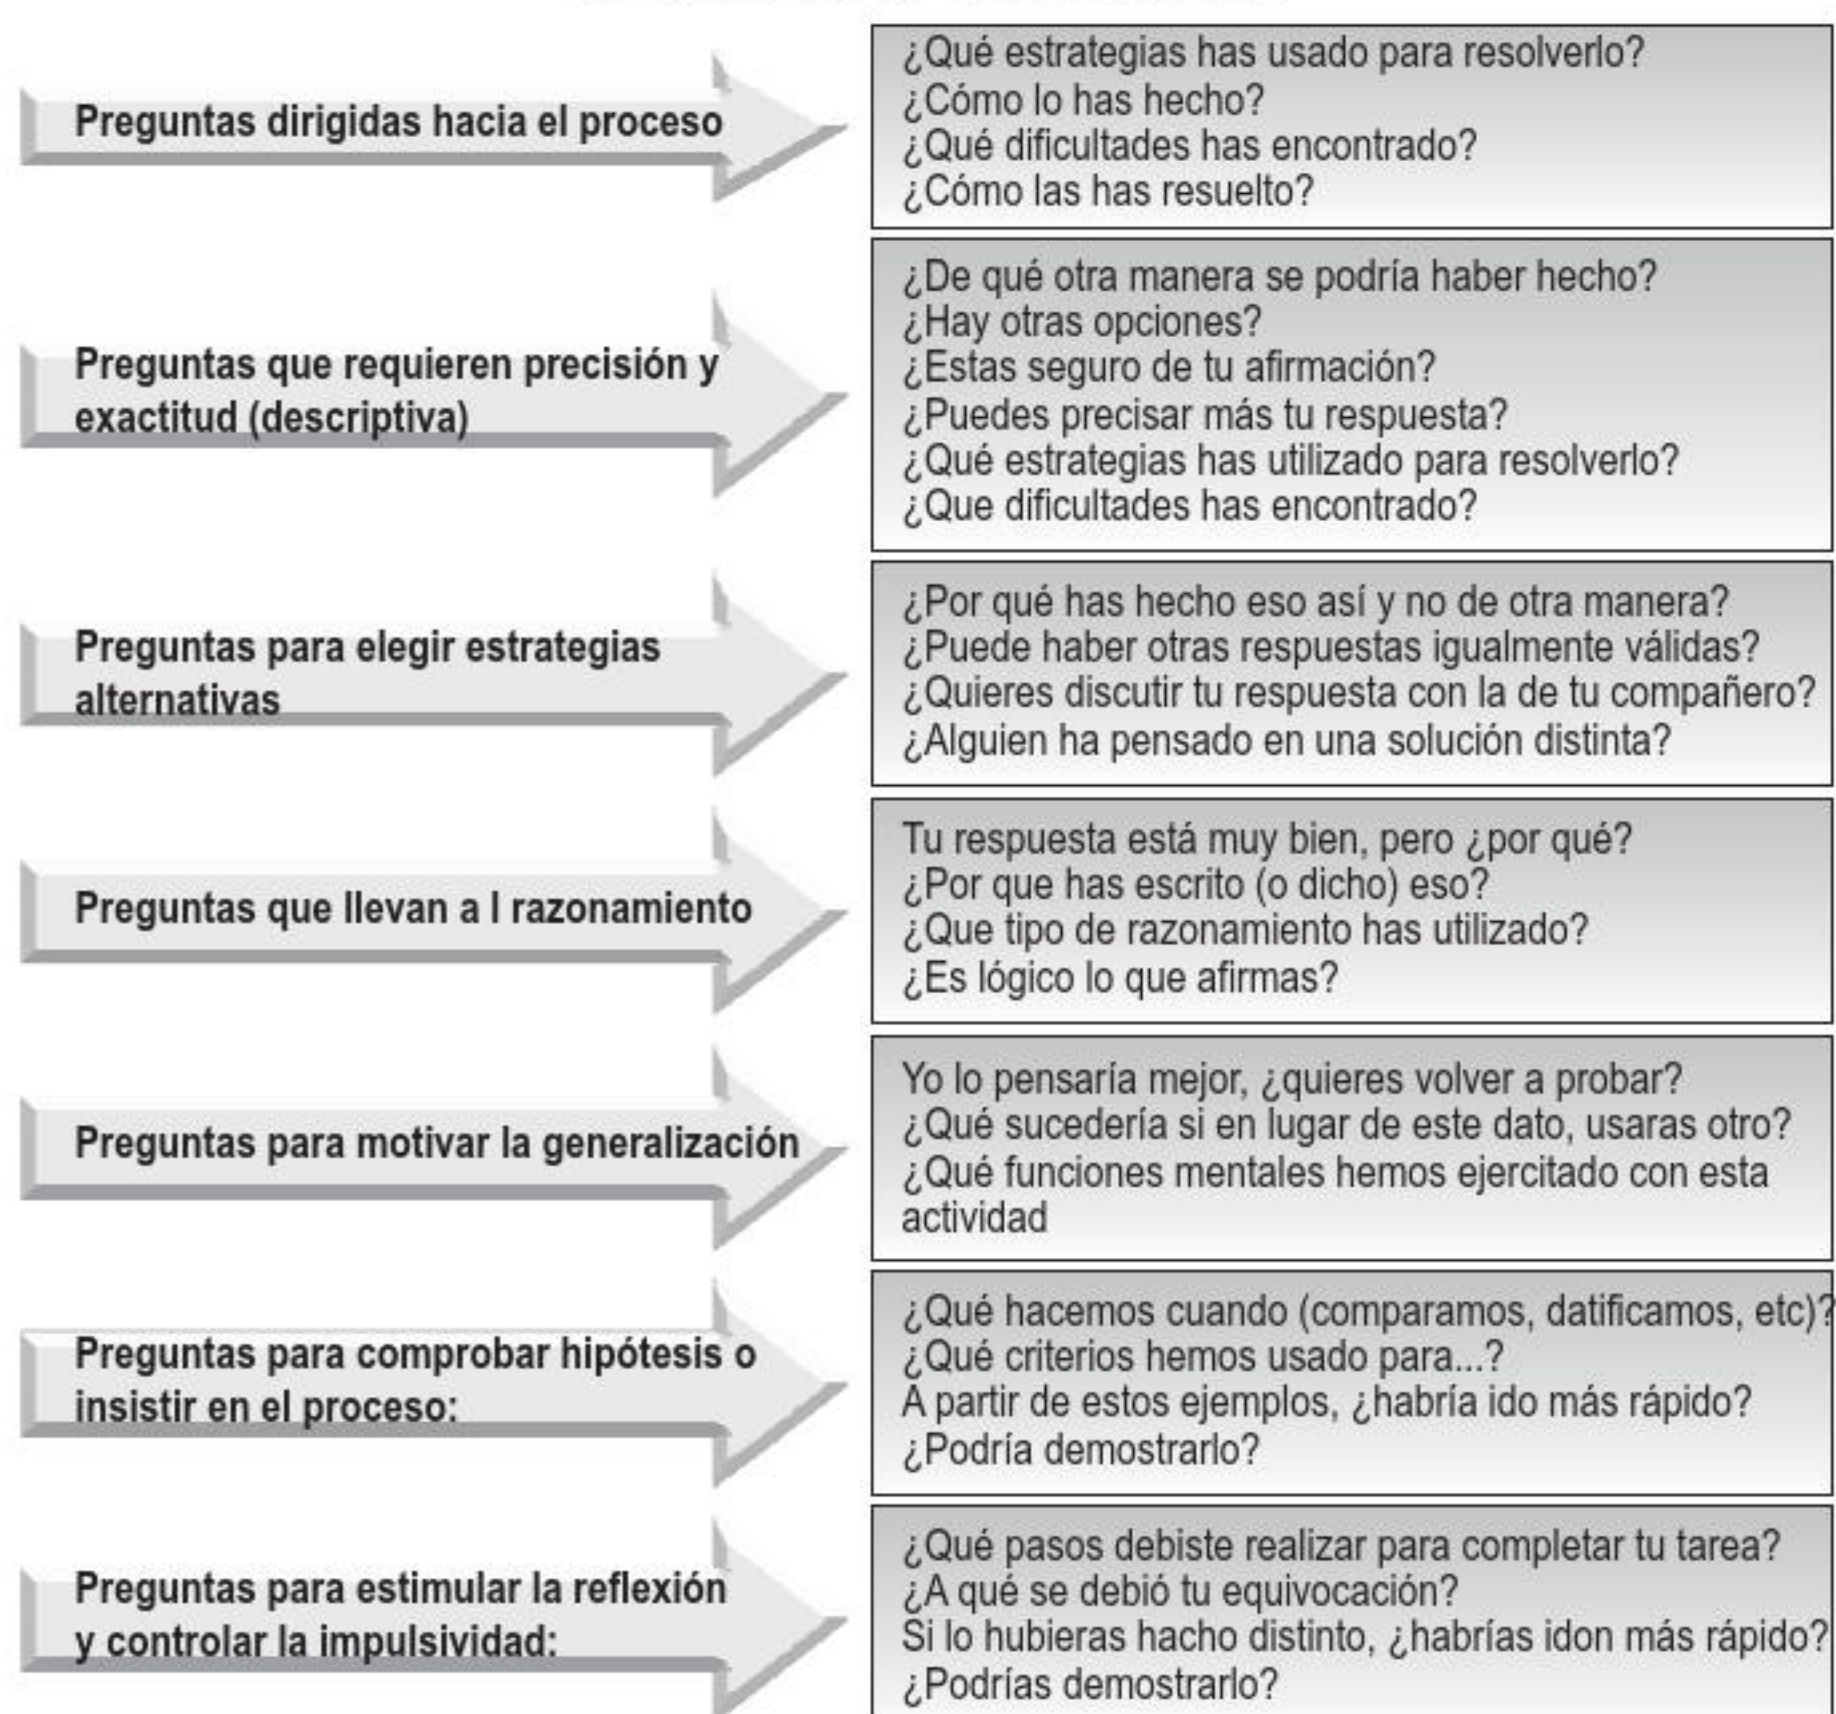 Preguntas dirigidas hacia el proceso
¿Qué estrategias has usado para resolverlo?
¿Cómo lo has hecho?
¿Qué dificultades has encontrado?
¿Cómo las has resuelto?
Preguntas que requieren precisión y
exactitud (descriptiva)
¿De qué otra manera se podría haber hecho?
¿Hay otras opciones?
¿Estas seguro de tu afirmación?
¿Puedes precisar más tu respuesta?
¿Qué estrategias has utilizado para resolverlo?
¿Que dificultades has encontrado?
Preguntas para elegir estrategias
alternativas
¿Por qué has hecho eso así y no de otra manera?
¿Puede haber otras respuestas igualmente válidas?
¿Quieres discutir tu respuesta con la de tu compañero?
¿Alguien ha pensado en una solución distinta?
Preguntas que llevan a l razonamiento
Tu respuesta está muy bien, pero ¿por qué?
¿Por que has escrito (o dicho) eso?
¿Que tipo de razonamiento has utilizado?
¿Es lógico lo que afirmas?
Preguntas para motivar la generalización
Yo lo pensaría mejor, ¿quieres volver a probar?
¿Qué sucedería si en lugar de este dato, usaras otro?
¿Qué funciones mentales hemos ejercitado con esta
actividad
Preguntas para comprobar hipótesis o
insistir en el proceso:
¿Qué hacemos cuando (comparamos, datificamos, etc)?
¿Qué criterios hemos usado para...?
A partir de estos ejemplos, ¿habría ido más rápido?
¿Podría demostrarlo?
Preguntas para estimular la reflexión
y controlar la impulsividad:
¿Qué pasos debiste realizar para completar tu tarea?
¿A qué se debió tu equivocación?
Si lo hubieras hacho distinto, ¿habrías idon más rápido?
¿Podrías demostrarlo?